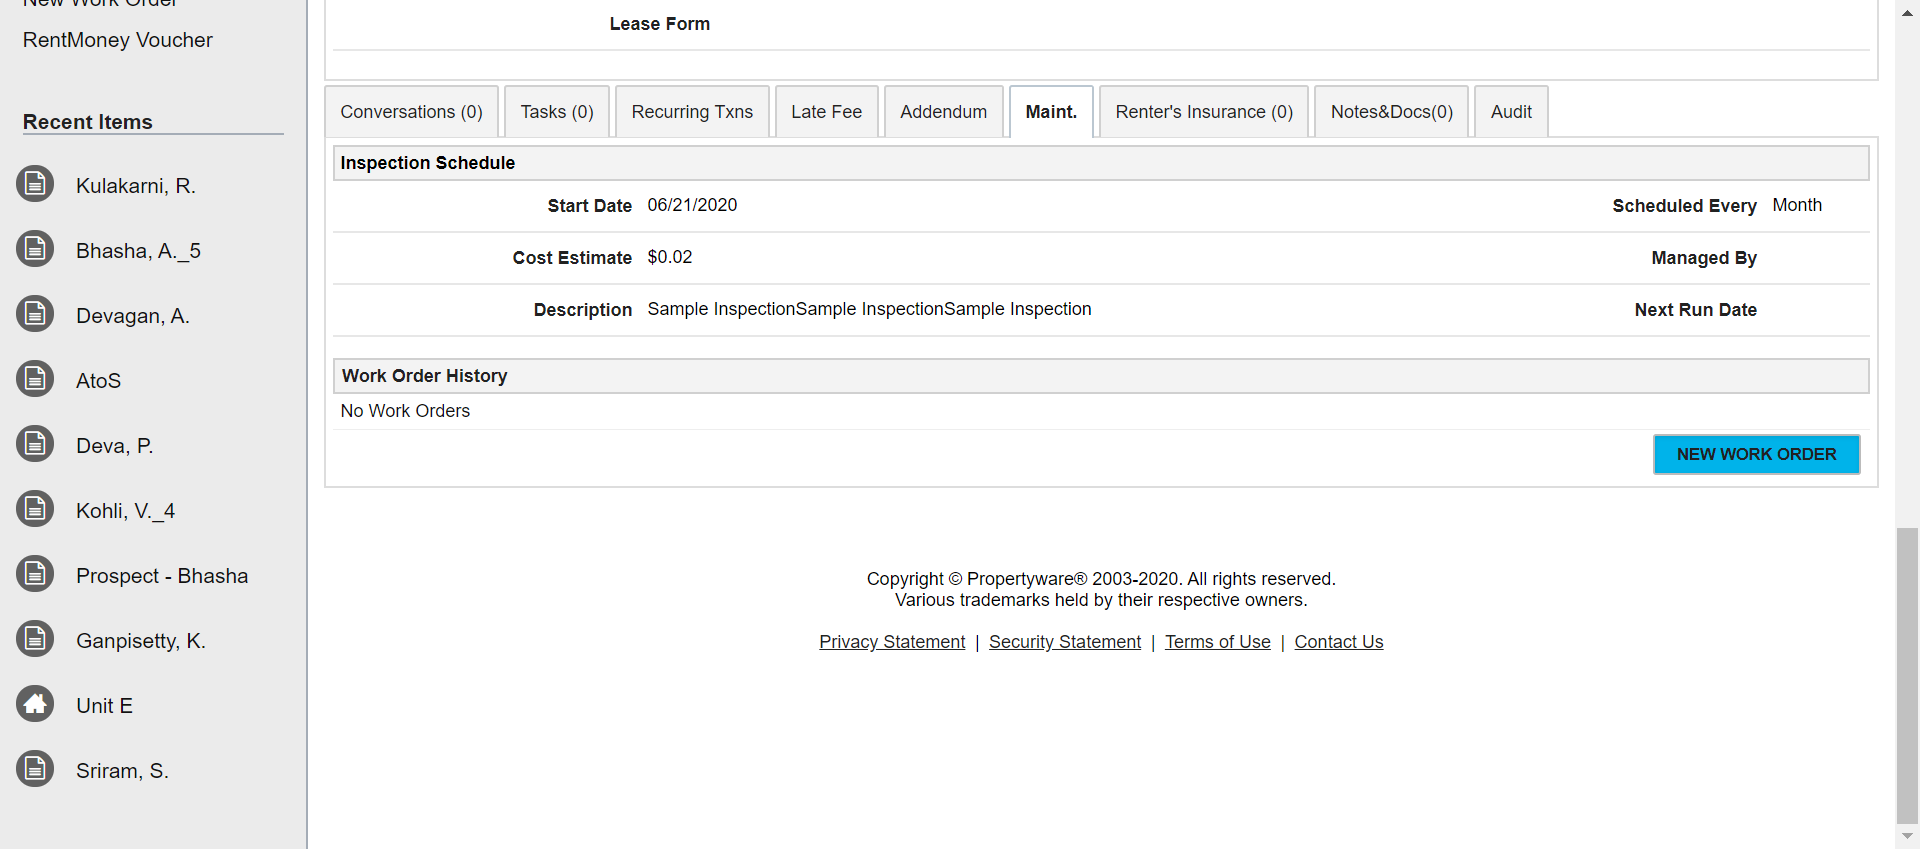 New Work Order
RentMoney Voucher
Recent Items
Kulakarni, R.
Bhasha, A._5
Devagan, A.
AtoS
Deva, P.
Kohli, V._4
Prospect - Bhasha
Ganpisetty, K.
Unit E
Sriram, S.
Lease Form
Conversations (0) Tasks (0) Recurring Txns Late Fee Addendum Maint. Renter's Insurance (0) Notes&Docs(0) Audit
Inspection Schedule
Start Date 06/21/2020 Scheduled Every Month
Cost Estimate $0.02 Managed By
Description Sample InspectionSample InspectionSample Inspection Next Run Date
Work Order History
No Work Orders
NEW WORK ORDER
Copyright © Propertyware® 2003-2020. All rights reserved.
Various trademarks held by their respective owners.
Privacy Statement | Security Statement | Terms of Use | Contact Us